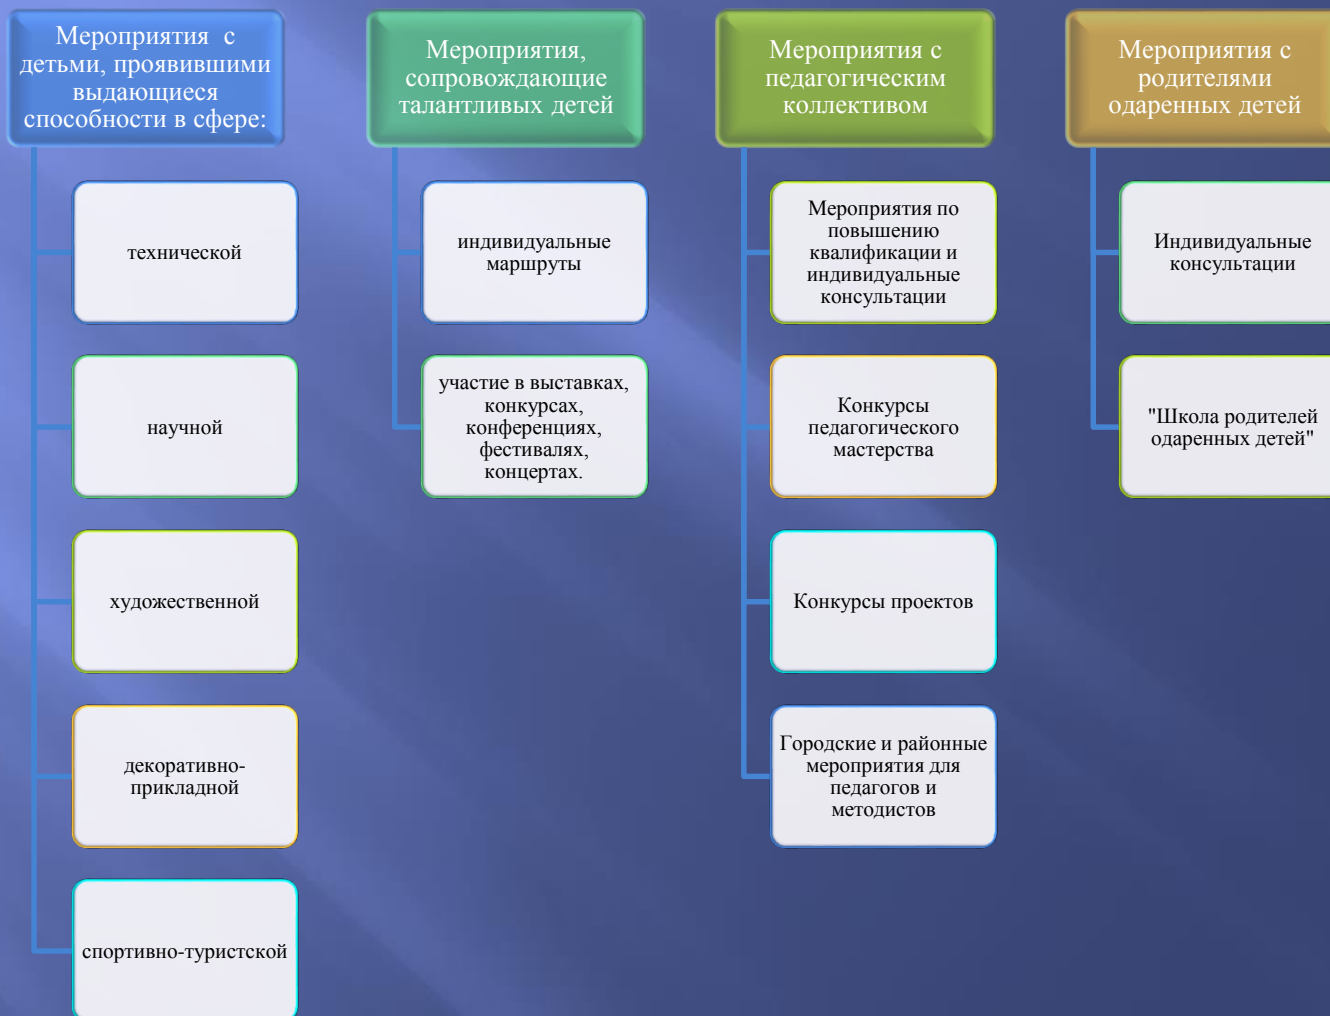 Мероприятия с
детьми, проявившими
выдающиеся
способности в сфере:
технической
научной
художественной
декоративно-
прикладной
спортивно-туристской
Мероприятия,
сопровождающие
талантливых детей
индивидуальные
маршруты
участие в выставках,
конкурсах,
конференциях,
фестивалях,
концертах.
Мероприятия с
педагогическим
коллективом
Мероприятия по
повышению
квалификации и
индивидуальные
консультации
Конкурсы
педагогического
мастерства
Конкурсы проектов
Городские и районные
мероприятия для
педагогов и
методистов
Мероприятия с
родителями
одаренных детей
Индивидуальные
консультации
"Школа родителей
одаренных детей"